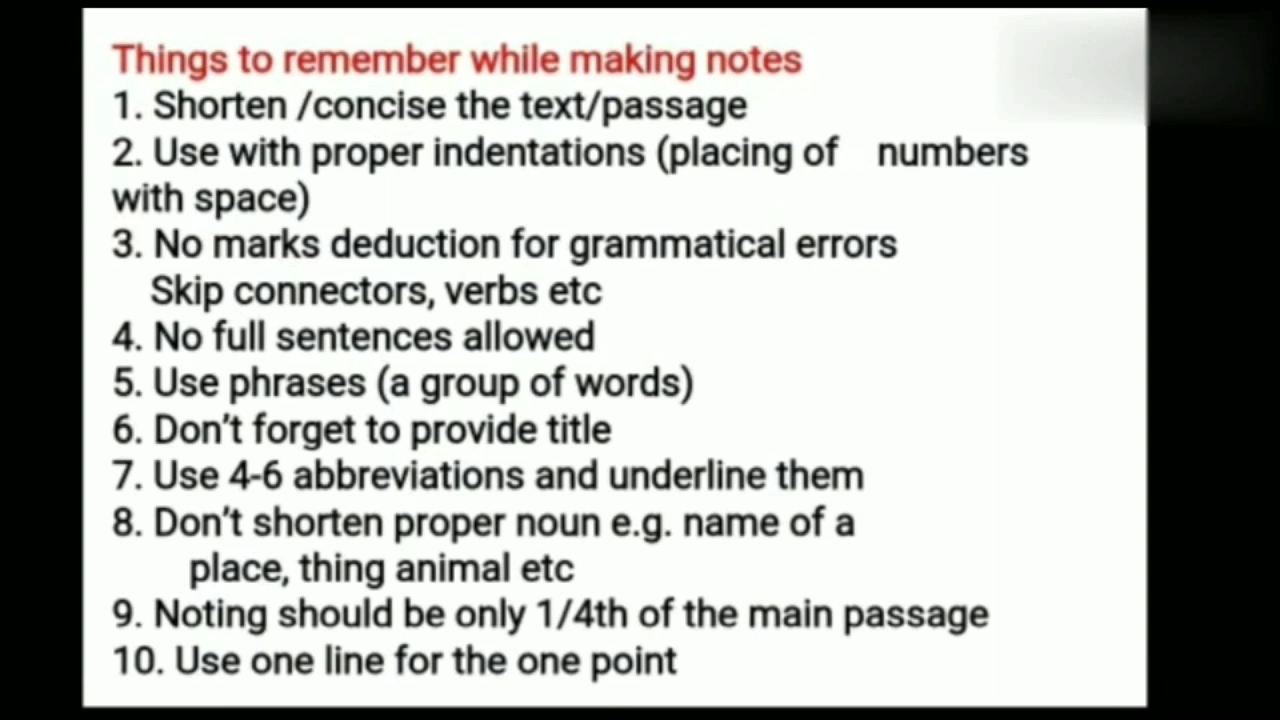 Things to remember while making notes
1. Shorten /concise the text/passage
2. Use with proper indentations (placing of numbers
with space)
3. No marks deduction for grammatical errors
Skip connectors, verbs etc
4. No full sentences allowed
5. Use phrases (a group of words)
6. Don't forget to provide title
7. Use 4-6 abbreviations and underline them
8. Don't shorten proper noun e.g. name of a
place, thing animal etc
9. Noting should be only 1/4th of the main passage
10. Use one line for the one point